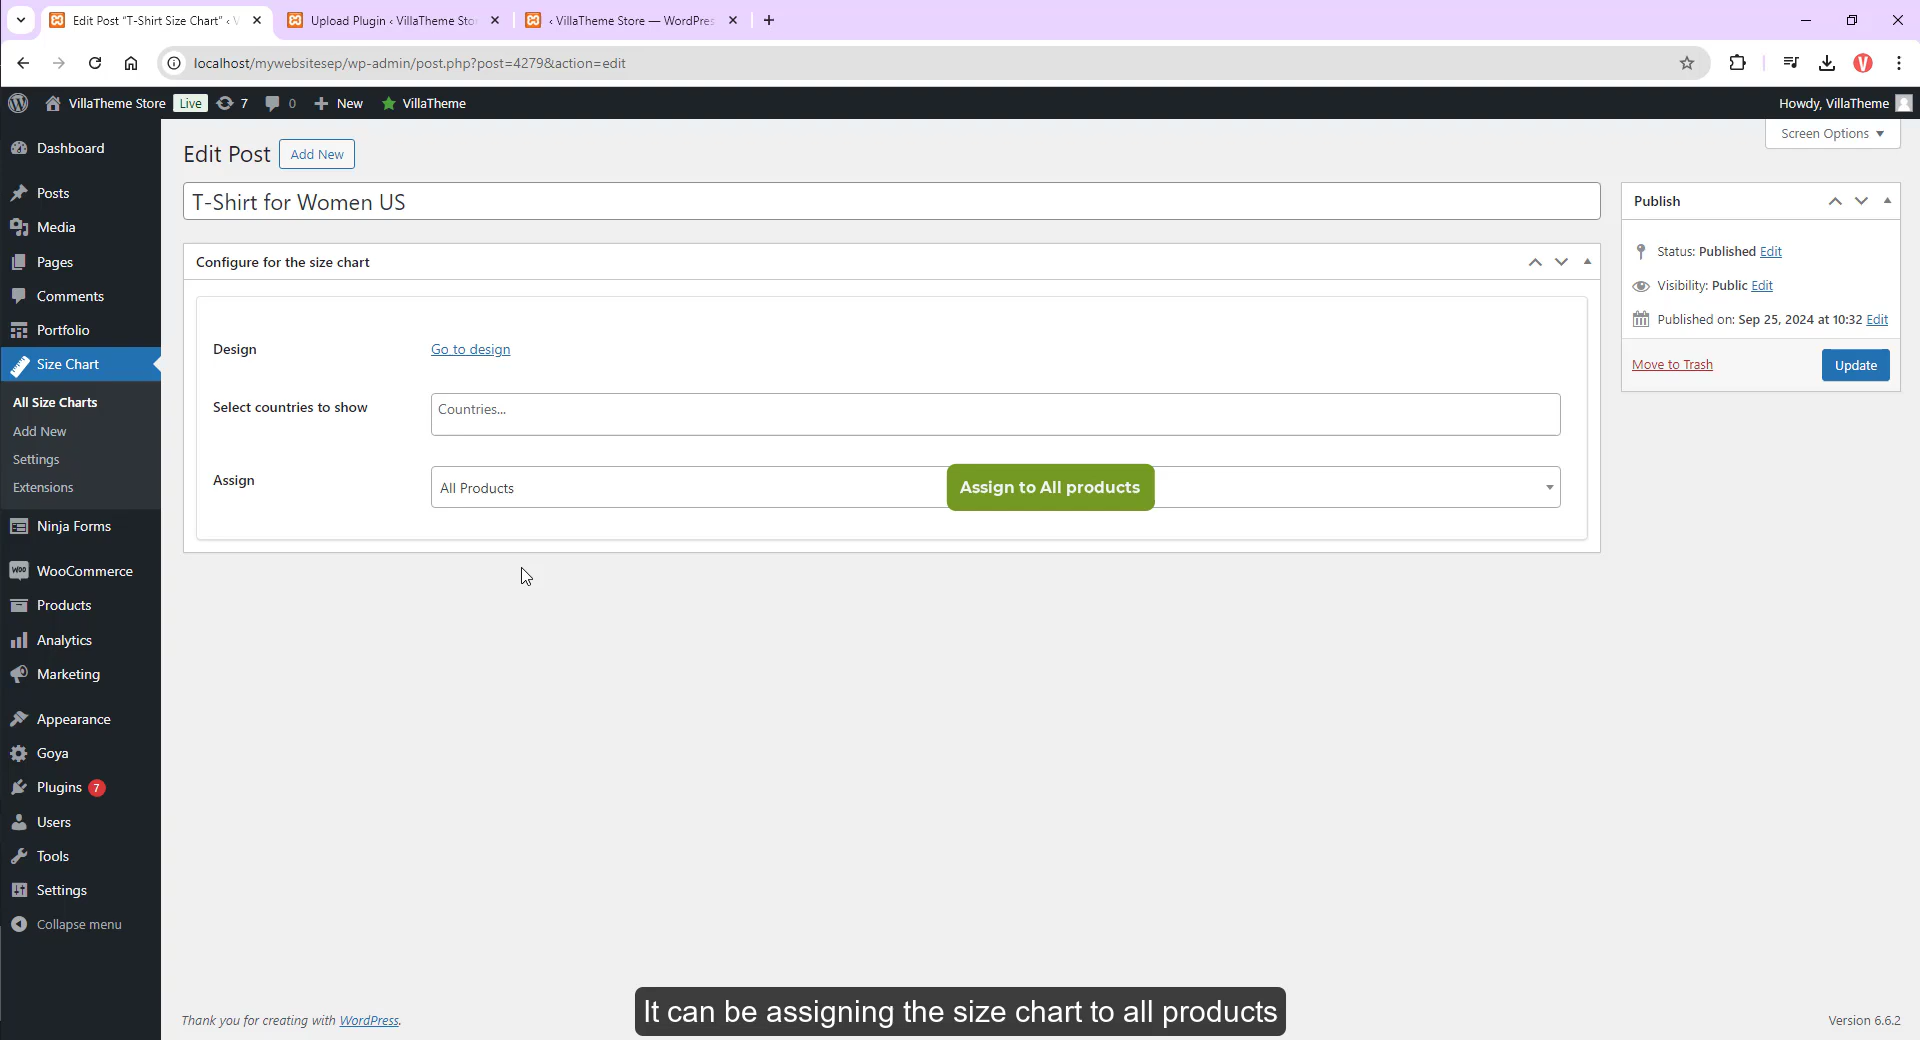 Edit Post “T-Shirt Size Chart” ‹ V
Upload Plugin ‹ VillaTheme Sto
‹ VillaTheme Store — WordPres
localhost/mywebsitesep/wp-admin/post.php?post=4279&action=edit
V
VillaTheme Store
Live
7
0
New
VillaTheme
Howdy, VillaTheme
Screen Options
Dashboard
Posts
Media
Pages
Comments
Portfolio
Size Chart
All Size Charts
Add New
Settings
Extensions
Ninja Forms
WooCommerce
Products
Analytics
Marketing
Appearance
Goya
Plugins 7
Users
Tools
Settings
Collapse menu
Edit Post
Add New
T-Shirt for Women US
Configure for the size chart
Design
Go to design
Select countries to show
Countries...
Assign
All Products
Assign to All products
Publish
Status: Published Edit
Visibility: Public Edit
Published on: Sep 25, 2024 at 10:32 Edit
Move to Trash
Update
It can be assigning the size chart to all products
Thank you for creating with WordPress.
Version 6.6.2